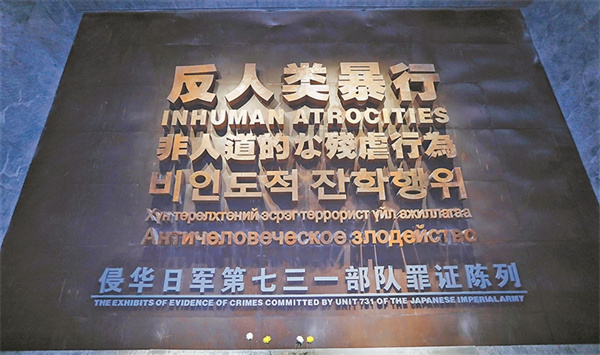 反人类暴行
INHUMAN ATROCITIES
非人道的な残虐行為
비인도적 잔학행위
Хүн төрөлхтөний эсрэг террорист үйл ажиллагаа
Античеловеческое злодейство
侵华日军第七三一部队罪证陈列
THE EXHIBITS OF EVIDENCE OF CRIMES COMMITTED BY UNIT 731 OF THE JAPANESE IMPERIAL ARMY